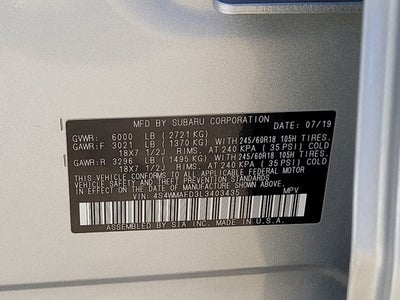 MFD BY SUBARU CORPORATION
DATE: 07/19
GVWR: 6000 LB (2721 KG)
GAWR:F 3021 LB (1370 KG) WITH 245/60R18 105H TIRES.
18X7 1/2J RIMS. AT 240 KPA (35 PSI) COLD
GAWR:R 3296 LB (1495 KG) WITH 245/60R18 105H TIRES.
18X7 1/2J RIMS. AT 240 KPA (35 PSI) COLD
THIS VEHICLE CONFORMS TO ALL APPLICABLE FEDERAL MOTOR
VEHICLE SAFETY STANDARDS IN EFFECT ON THE DATE
OF MANUFACTURE SHOWN ABOVE.
VIN: 4S4WMAFD3L3403435 MPV
ASSEMBLED BY SIA INC. MADE IN U.S.A.